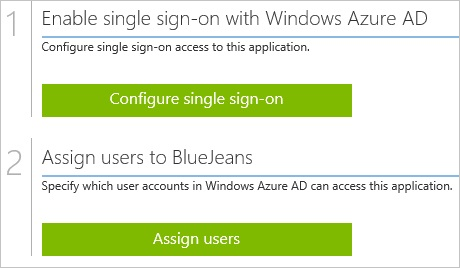 1
Enable single sign-on with Windows Azure AD
Configure single sign-on access to this application.
Configure single sign-on
2
Assign users to BlueJeans
Specify which user accounts in Windows Azure AD can access this application.
Assign users